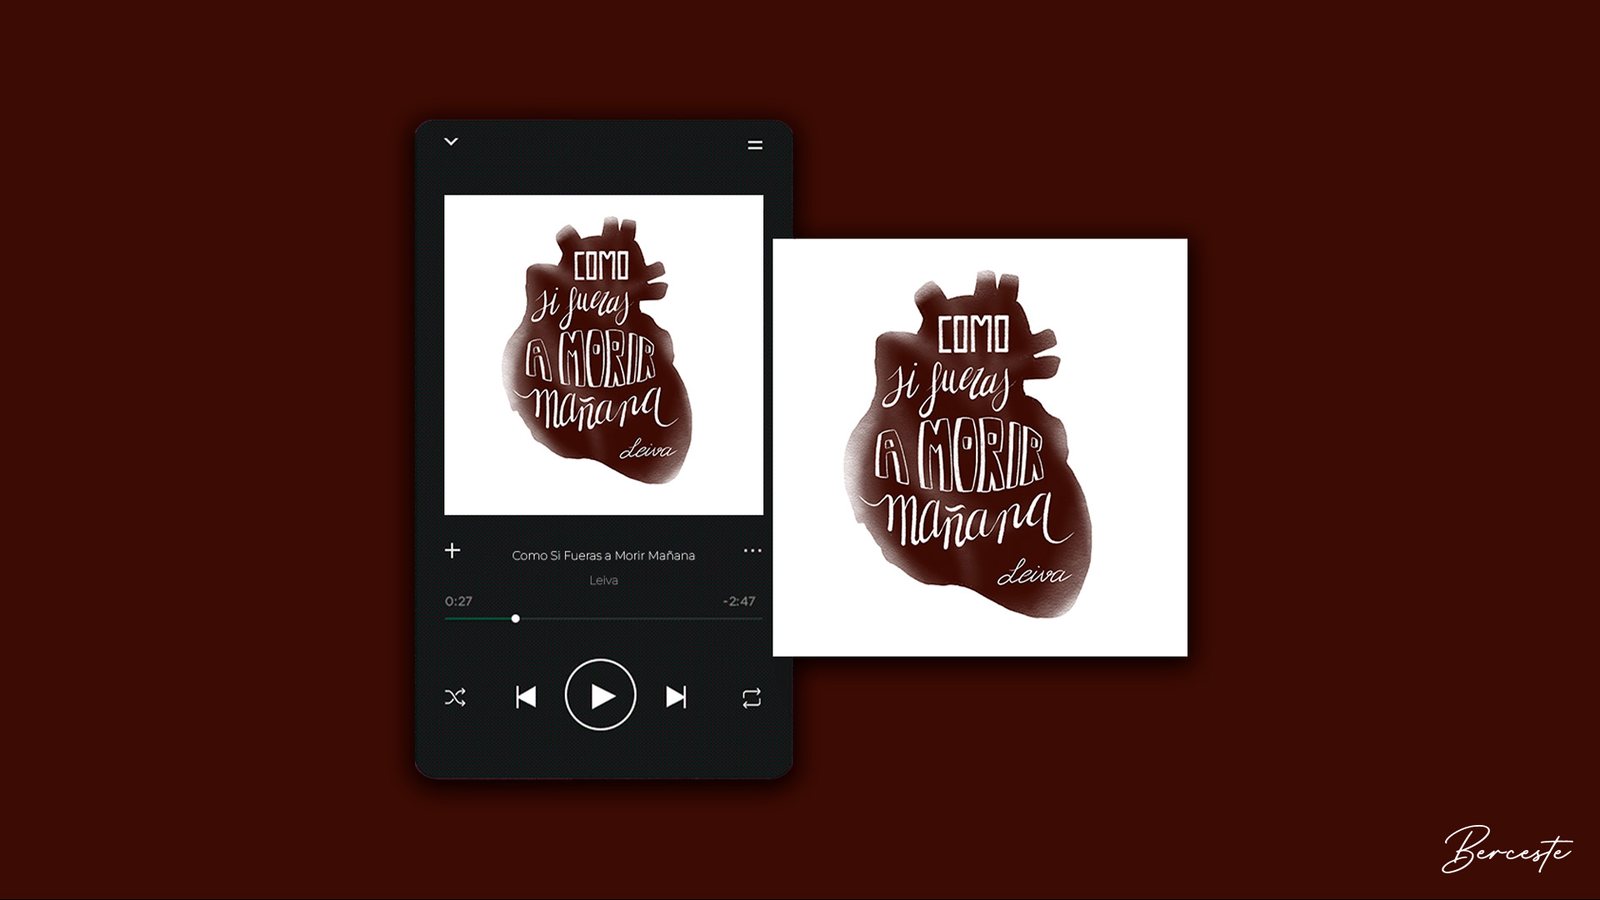 COMO
si fueras
A MORIR
mañana
Leiva
Como Si Fueras a Morir Mañana
Leiva
0:27
-2:47
COMO
si fueras
A MORIR
mañana
Leiva
Berceste